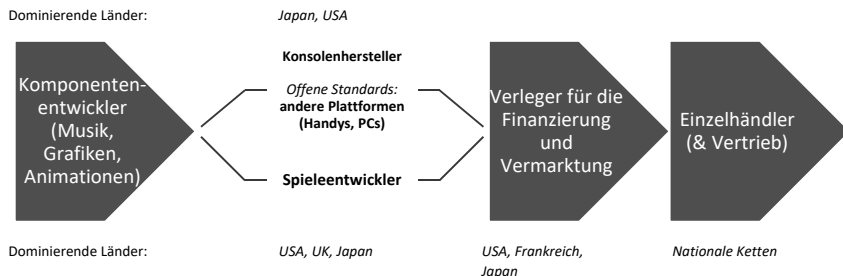 Dominierende Länder:
Japan, USA
Komponenten-
entwickler
(Musik,
Grafiken,
Animationen)
Konsolenhersteller
Offene Standards:
andere Plattformen
(Handys, PCs)
Spieleentwickler
Verleger für die
Finanzierung
und
Vermarktung
Einzelhändler
(& Vertrieb)
Dominierende Länder:
USA, UK, Japan
USA, Frankreich,
Japan
Nationale Ketten